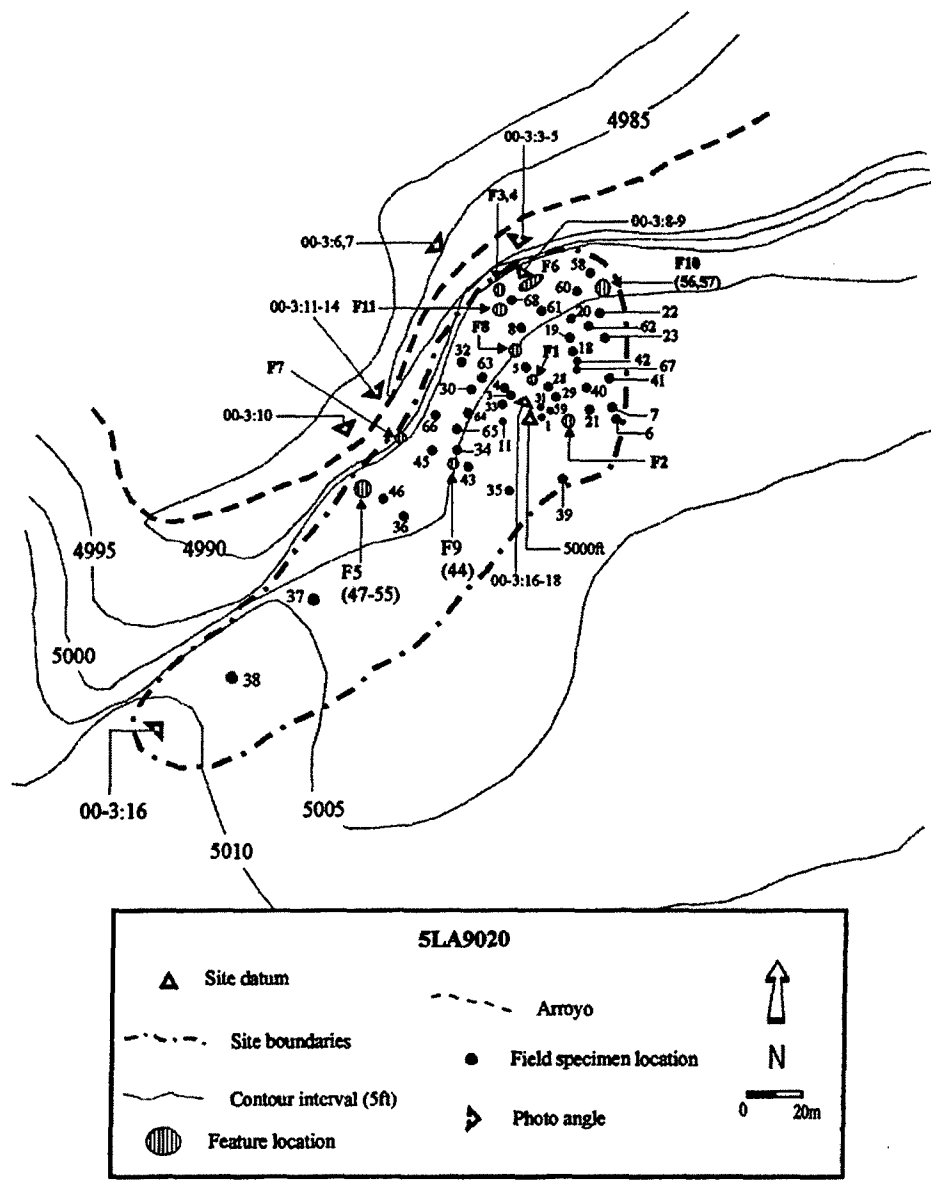 4985
00-3:3-5
F3,4
00-3:8-9
00-3:6,7
F6
58
F10
(56,57)
60
00-3:11-14
F11
68
61
20
22
F8
8
19
62
23
F7
32
18
42
5
F1
67
63
28
40
41
30
4
3
31
29
00-3:10
33
59
7
66
64
11
1
21
6
65
34
45
43
F2
46
35
39
36
4995
4990
F9
(44)
5000ft
F5
(47-55)
00-3:16-18
37
5000
38
00-3:16
5005
5010
5LA9020
Site datum
Arroyo
Site boundaries
N
Field specimen location
Contour interval (5ft)
0 20m
Photo angle
Feature location